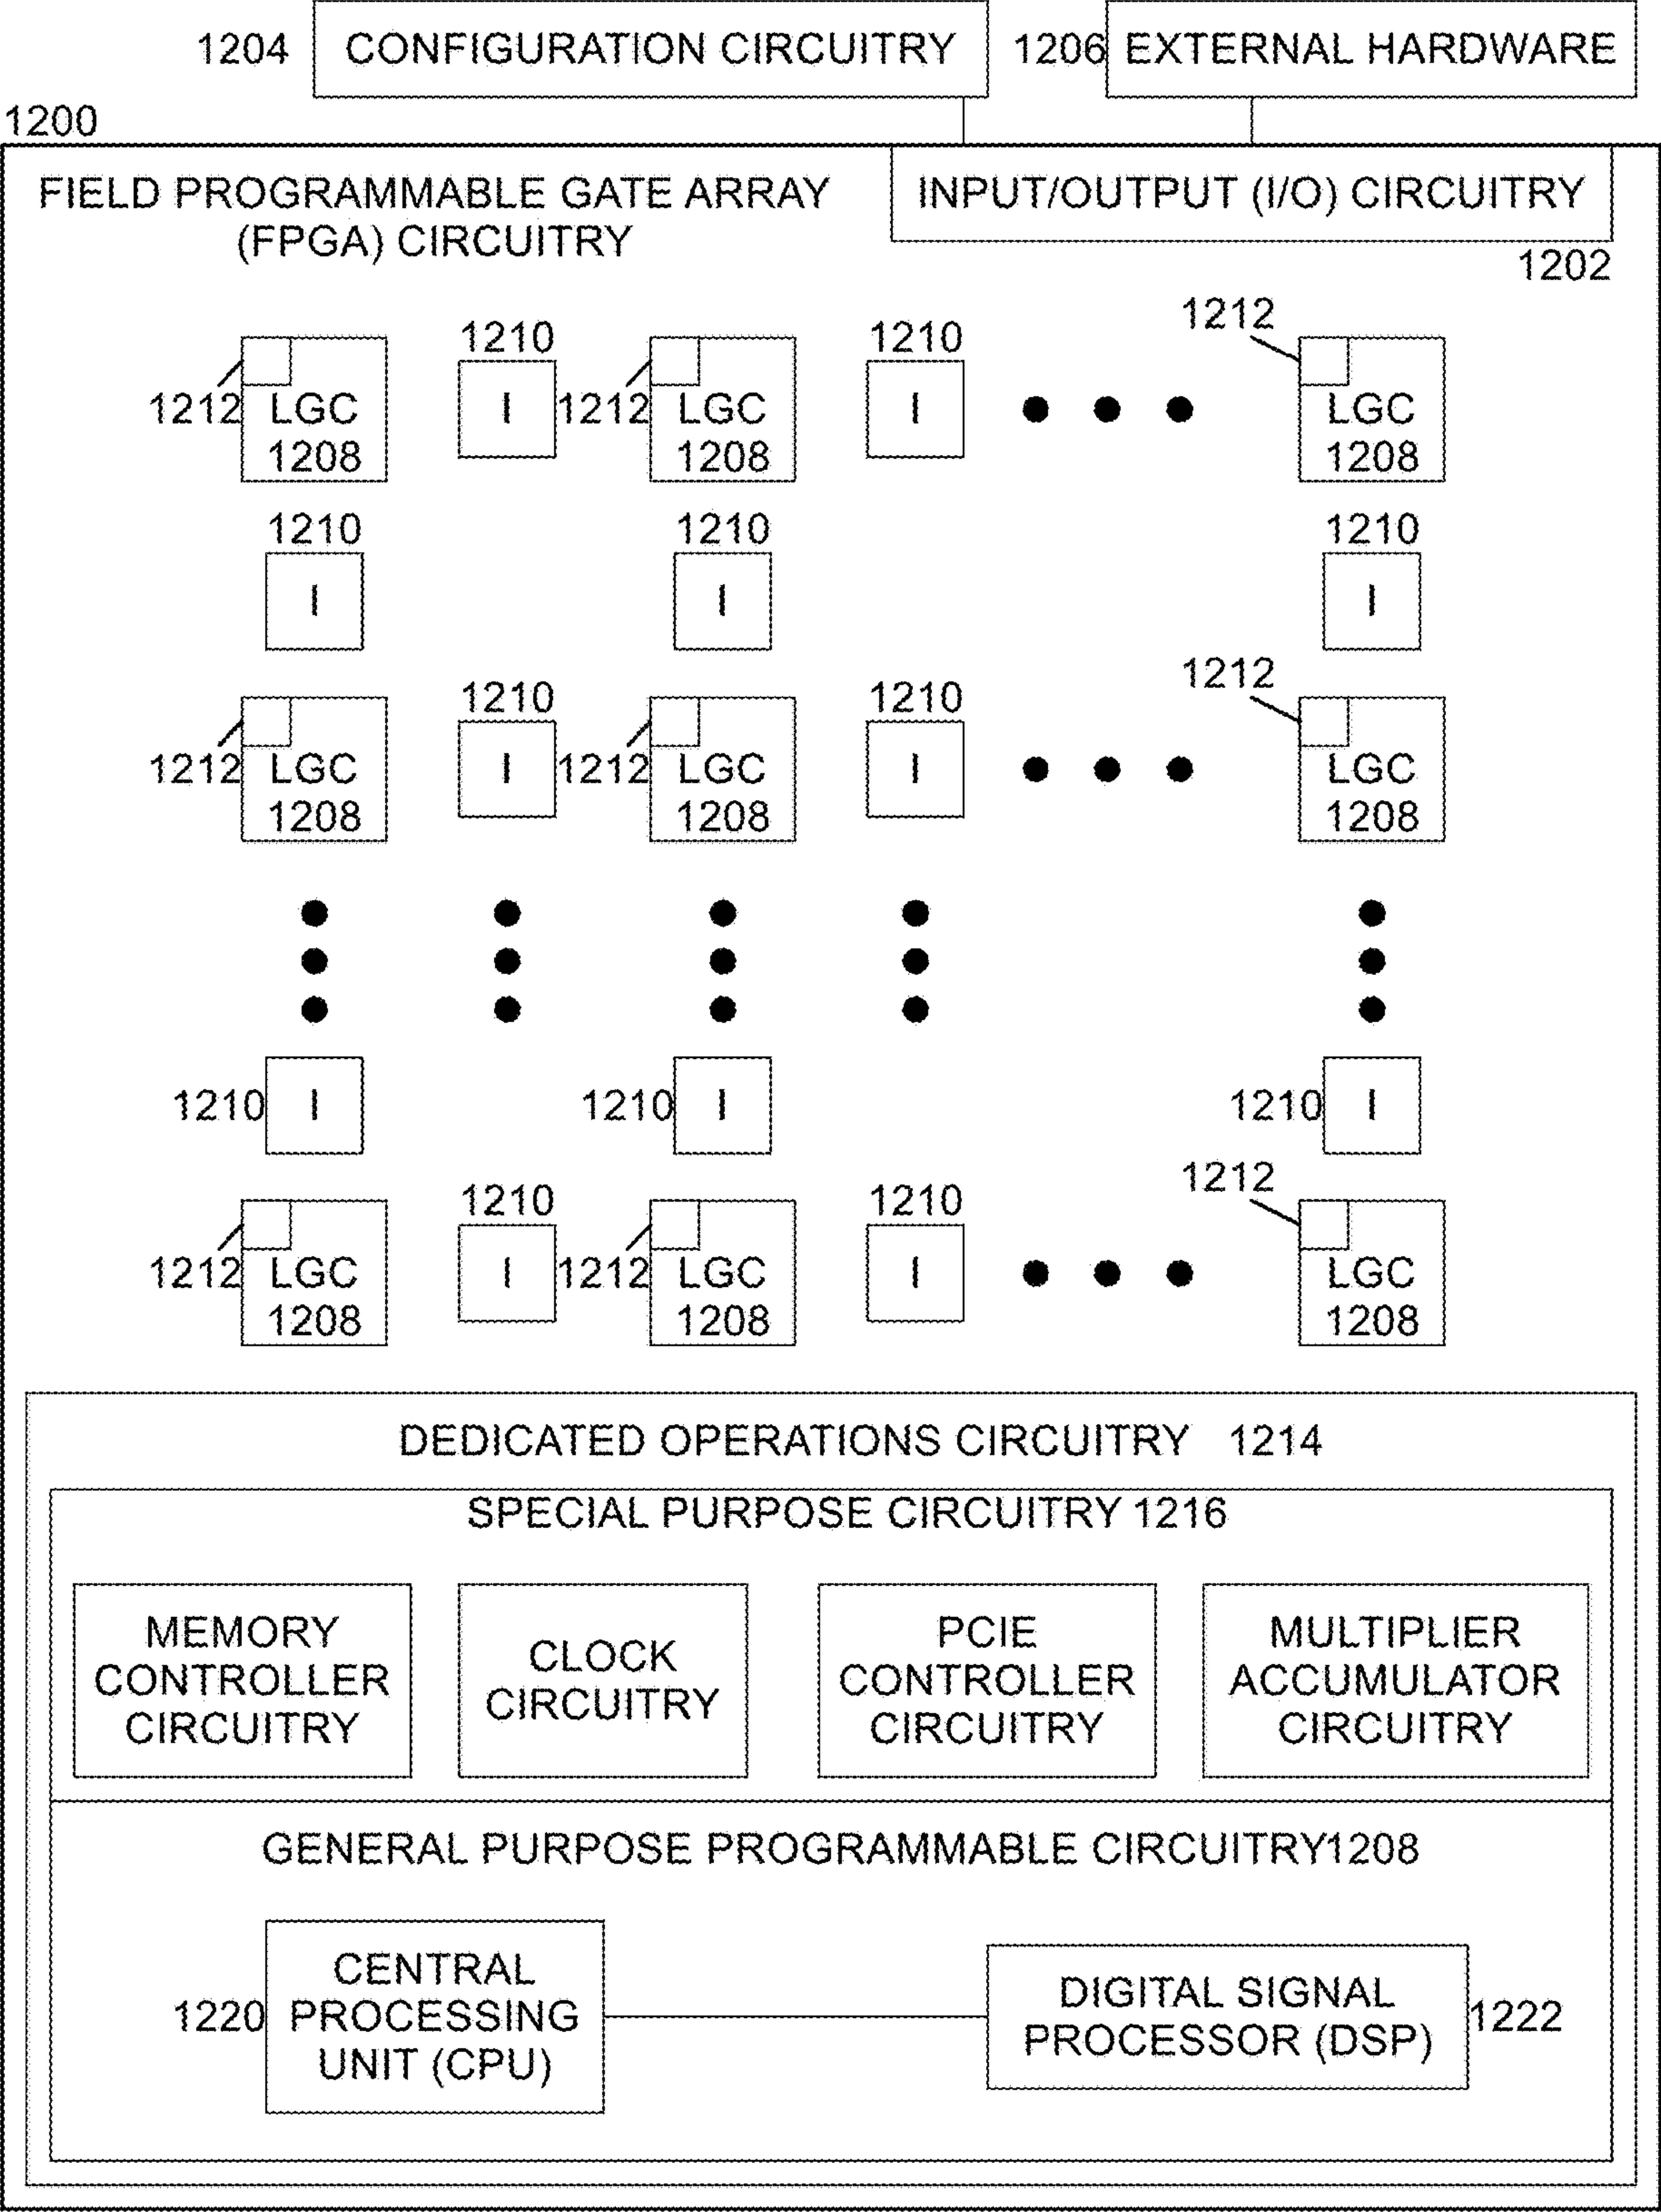 1204 CONFIGURATION CIRCUITRY 1206 EXTERNAL HARDWARE
1200
FIELD PROGRAMMABLE GATE ARRAY
(FPGA) CIRCUITRY
INPUT/OUTPUT (I/O) CIRCUITRY
1202
1210 1210 1212
1212 LGC I 1212 LGC I LGC
1208 1208 1208
1210 1210 1210
I I I
1210 1210 1212
1212 LGC I 1212 LGC I LGC
1208 1208 1208
1210 I 1210 I 1210 I
1210 1210 1212
1212 LGC I 1212 LGC I LGC
1208 1208 1208
DEDICATED OPERATIONS CIRCUITRY 1214
SPECIAL PURPOSE CIRCUITRY 1216
MEMORY
CONTROLLER
CIRCUITRY
CLOCK
CIRCUITRY
PCIE
CONTROLLER
CIRCUITRY
MULTIPLIER
ACCUMULATOR
CIRCUITRY
GENERAL PURPOSE PROGRAMMABLE CIRCUITRY1208
1220
CENTRAL
PROCESSING
UNIT (CPU)
DIGITAL SIGNAL
PROCESSOR (DSP)
1222